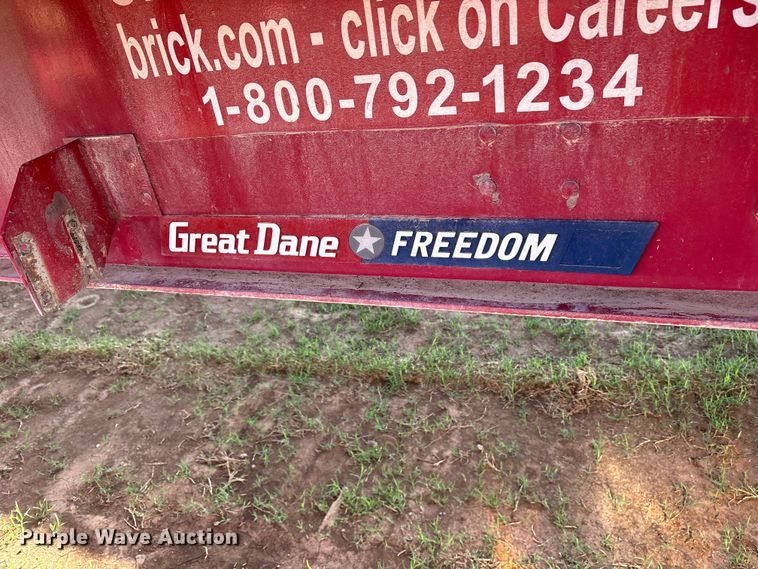 brick.com - click on Careers
1-800-792-1234
Great Dane FREEDOM
Purple Wave Auction